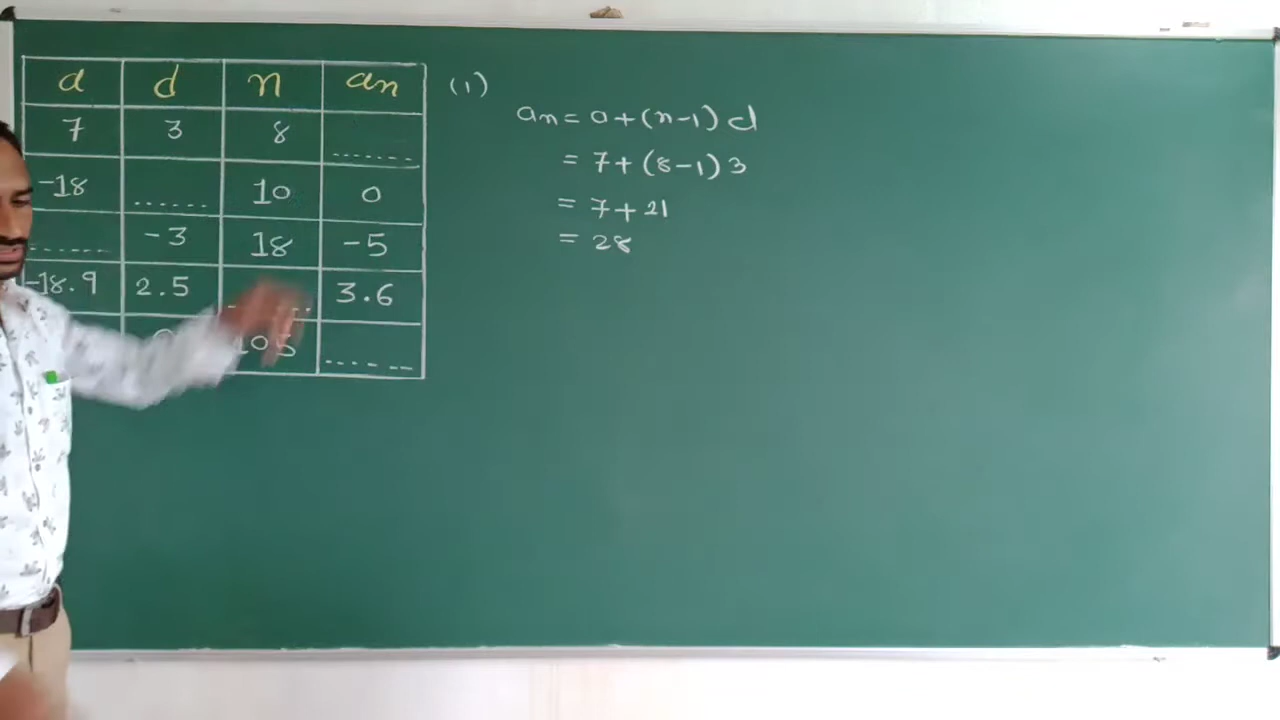 a d n an
7 3 8 .......
-18 ...... 10 0
....... -3 18 -5
-18.9 2.5 3.6
105 .......
(1)
an = a + (n-1) d
= 7 + (8-1) 3
= 7 + 21
= 28